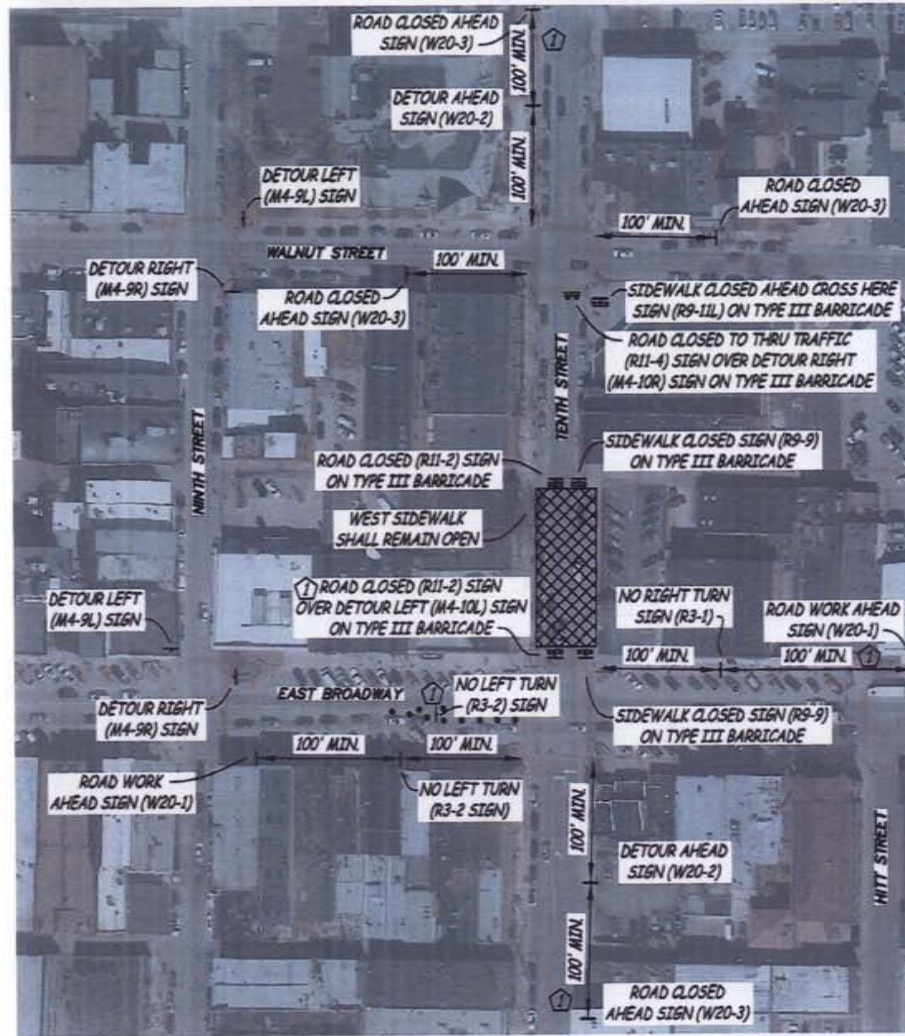 ROAD CLOSED AHEAD
SIGN (W20-3)
1
100' MIN.
DETOUR AHEAD
SIGN (W20-2)
100' MIN.
DETOUR LEFT
(M4-9L) SIGN
ROAD CLOSED
AHEAD SIGN (W20-3)
100' MIN.
WALNUT STREET
100' MIN.
DETOUR RIGHT
(M4-9R) SIGN
ROAD CLOSED
AHEAD SIGN (W20-3)
SIDEWALK CLOSED AHEAD CROSS HERE
SIGN (R9-11L) ON TYPE III BARRICADE
ROAD CLOSED TO THRU TRAFFIC
(R11-4) SIGN OVER DETOUR RIGHT
(M4-10R) SIGN ON TYPE III BARRICADE
TENTH STREET
NINTH STREET
ROAD CLOSED (R11-2) SIGN
ON TYPE III BARRICADE
SIDEWALK CLOSED SIGN (R9-9)
ON TYPE III BARRICADE
WEST SIDEWALK
SHALL REMAIN OPEN
1 ROAD CLOSED (R11-2) SIGN
OVER DETOUR LEFT (M4-10L) SIGN
ON TYPE III BARRICADE
NO RIGHT TURN
SIGN (R3-1)
ROAD WORK AHEAD
SIGN (W20-1)
DETOUR LEFT
(M4-9L) SIGN
100' MIN.
100' MIN.
1
EAST BROADWAY
1
NO LEFT TURN
(R3-2) SIGN
DETOUR RIGHT
(M4-9R) SIGN
SIDEWALK CLOSED SIGN (R9-9)
ON TYPE III BARRICADE
100' MIN.
100' MIN.
ROAD WORK
AHEAD SIGN (W20-1)
NO LEFT TURN
(R3-2 SIGN)
100' MIN.
DETOUR AHEAD
SIGN (W20-2)
HITT STREET
100' MIN.
1
ROAD CLOSED
AHEAD SIGN (W20-3)